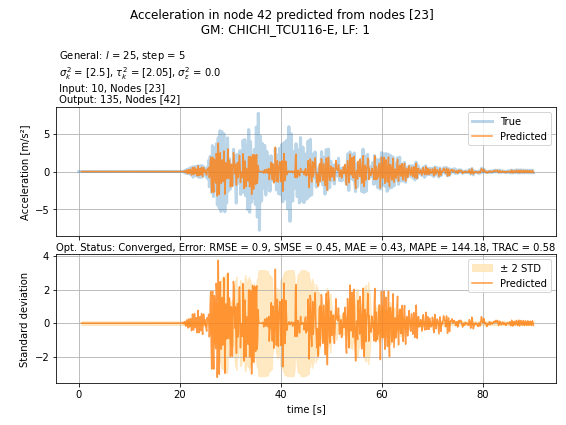 Acceleration in node 42 predicted from nodes [23]
GM: CHICHI_TCU116-E, LF: 1
General: l = 25, step = 5
σ²ₖ = [2.5], τ²ₖ = [2.05], σ²ε = 0.0
Input: 10, Nodes [23]
Output: 135, Nodes [42]
Acceleration [m/s²]
5
0
−5
True
Predicted
Opt. Status: Converged, Error: RMSE = 0.9, SMSE = 0.45, MAE = 0.43, MAPE = 144.18, TRAC = 0.58
Standard deviation
4
2
0
−2
± 2 STD
Predicted
0 20 40 60 80
time [s]